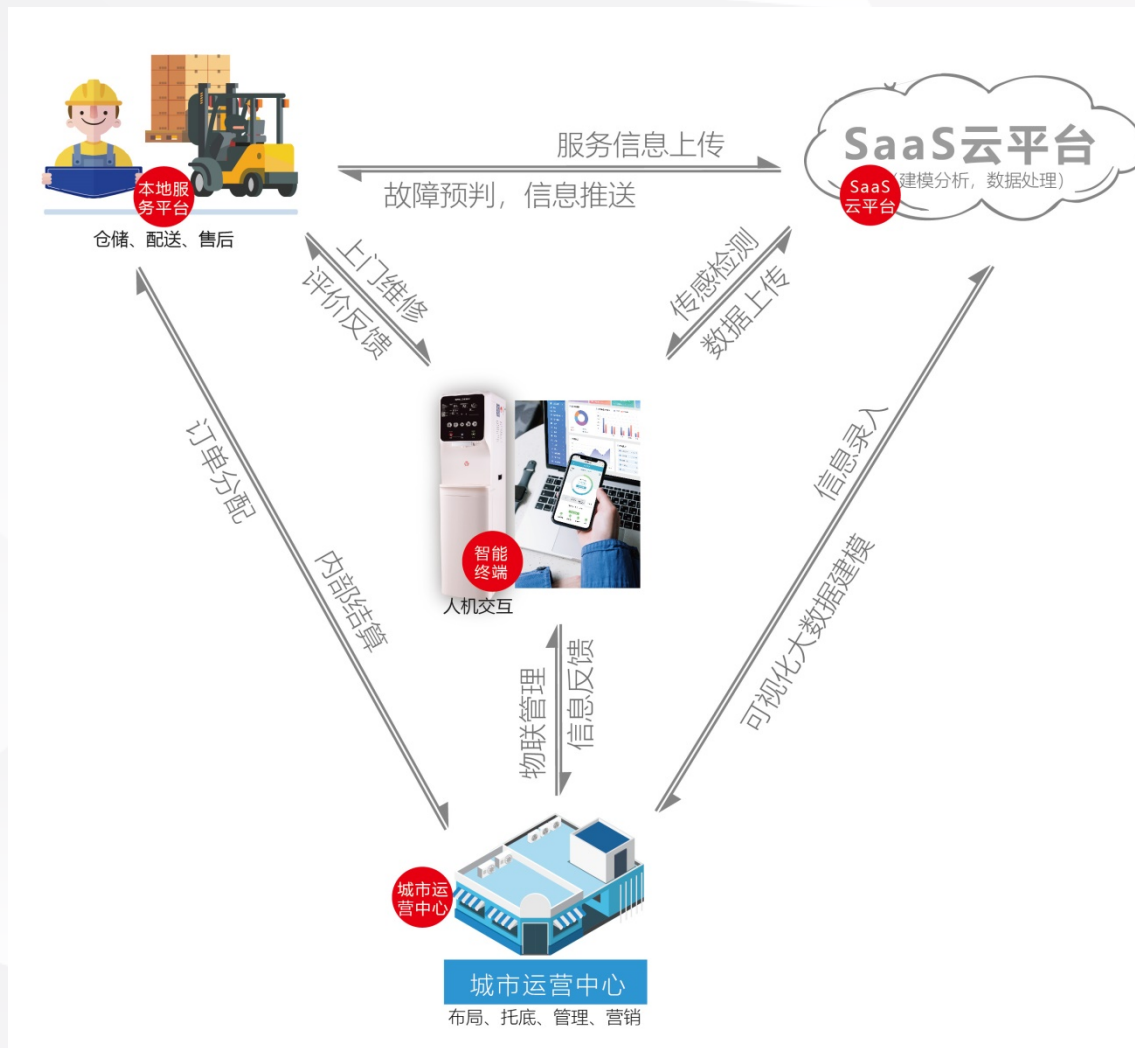 服务信息上传
SaaS云平台
(建模分析，数据处理)
SaaS
云平台
故障预判，信息推送
本地服
务平台
仓储、配送、售后
上门维修
评价反馈
传感检测
数据上传
智能
终端
人机交互
订单分配
内部结算
信息录入
可视化大数据建模
物联管理
信息反馈
城市运
营中心
城市运营中心
布局、托底、管理、营销